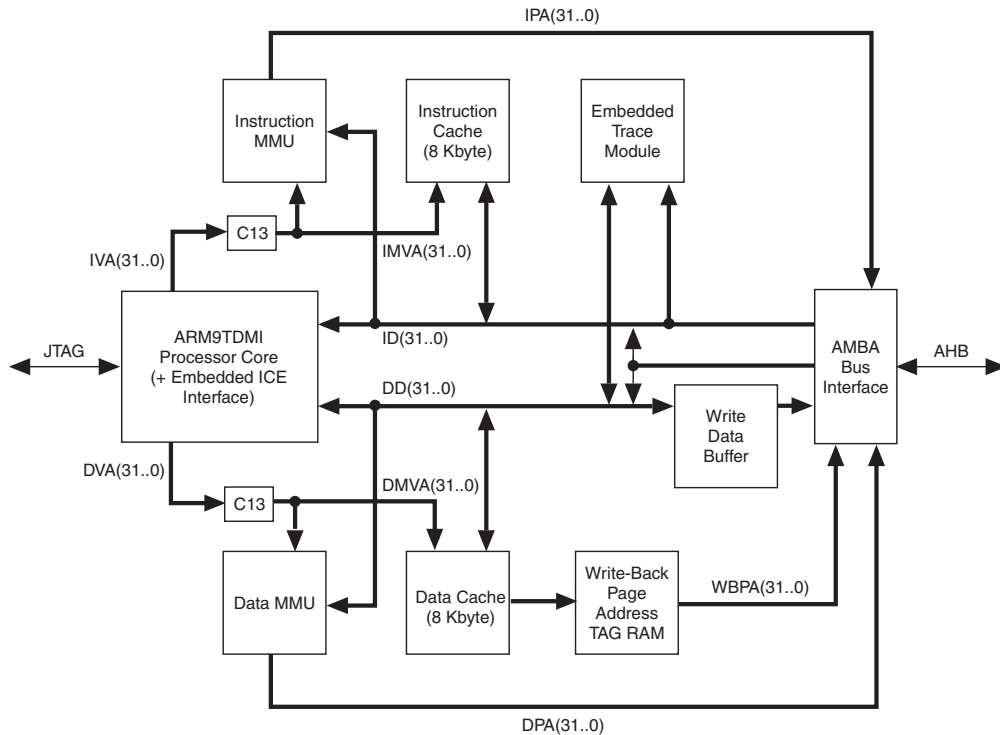 IPA(31..0)
Instruction
MMU
Instruction
Cache
(8 Kbyte)
Embedded
Trace
Module
C13
IVA(31..0)
IMVA(31..0)
ARM9TDMI
Processor Core
(+ Embedded ICE
Interface)
JTAG
ID(31..0)
AMBA
Bus
Interface
AHB
DD(31..0)
Write
Data
Buffer
DVA(31..0)
C13
DMVA(31..0)
Data MMU
Data Cache
(8 Kbyte)
Write-Back
Page
Address
TAG RAM
WBPA(31..0)
DPA(31..0)